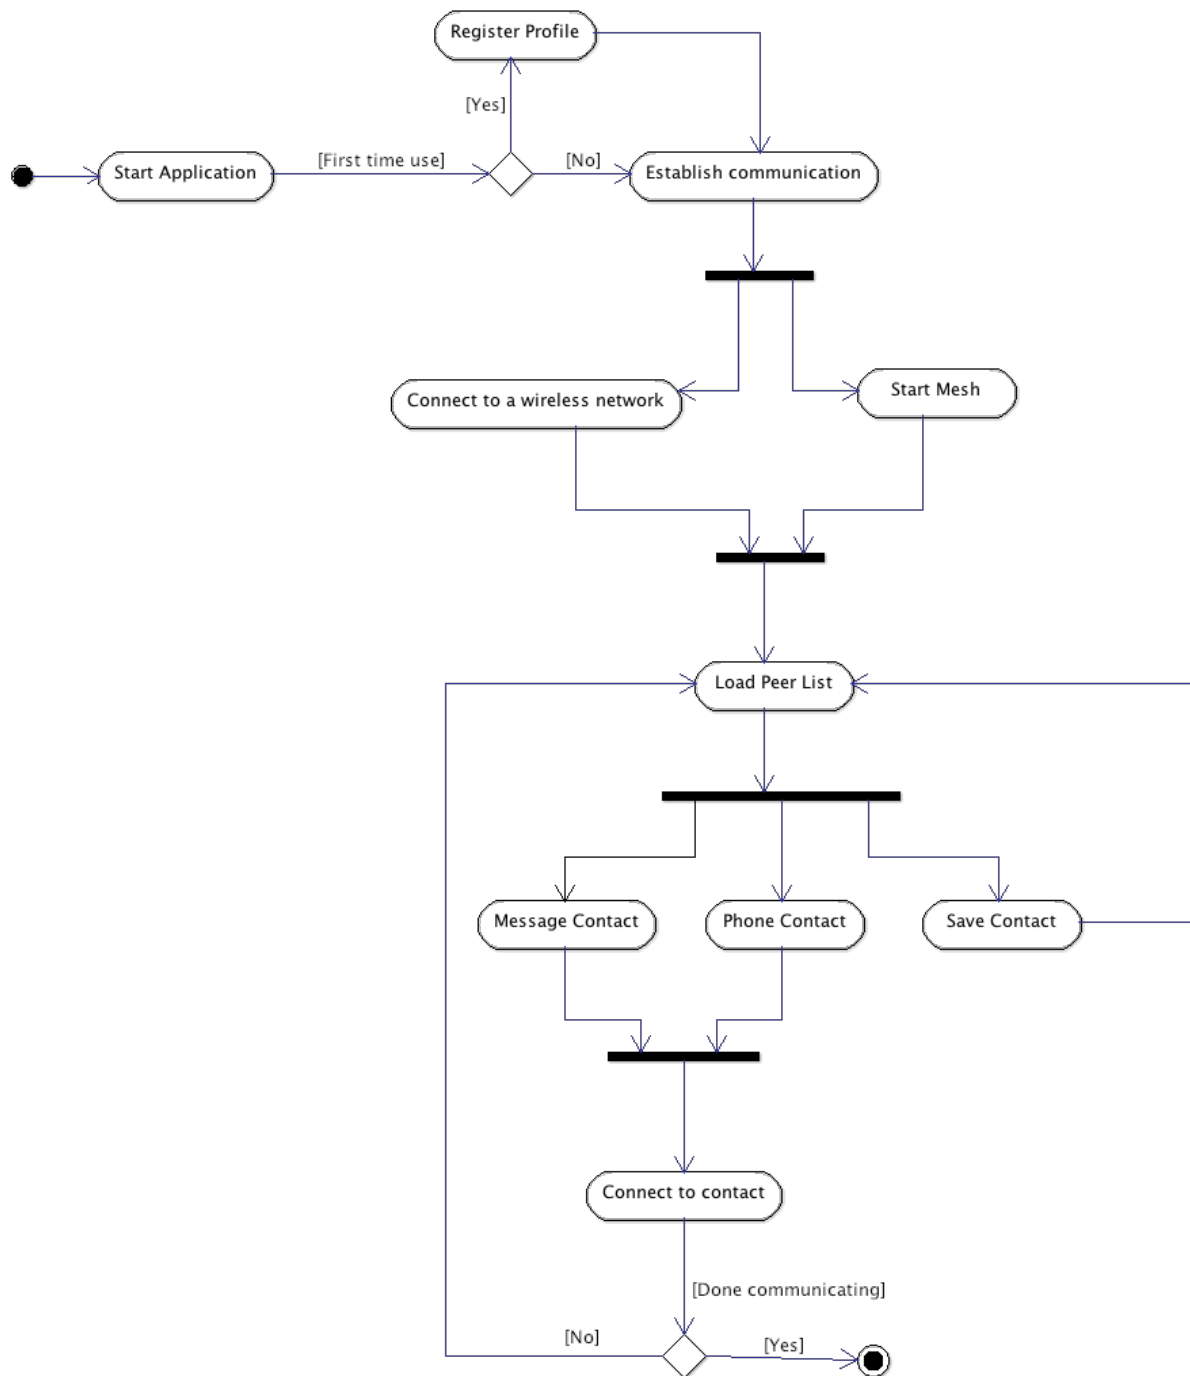 Register Profile
[Yes]
[First time use]
[No]
Start Application
Establish communication
Connect to a wireless network
Start Mesh
Load Peer List
Message Contact
Phone Contact
Save Contact
Connect to contact
[Done communicating]
[No]
[Yes]